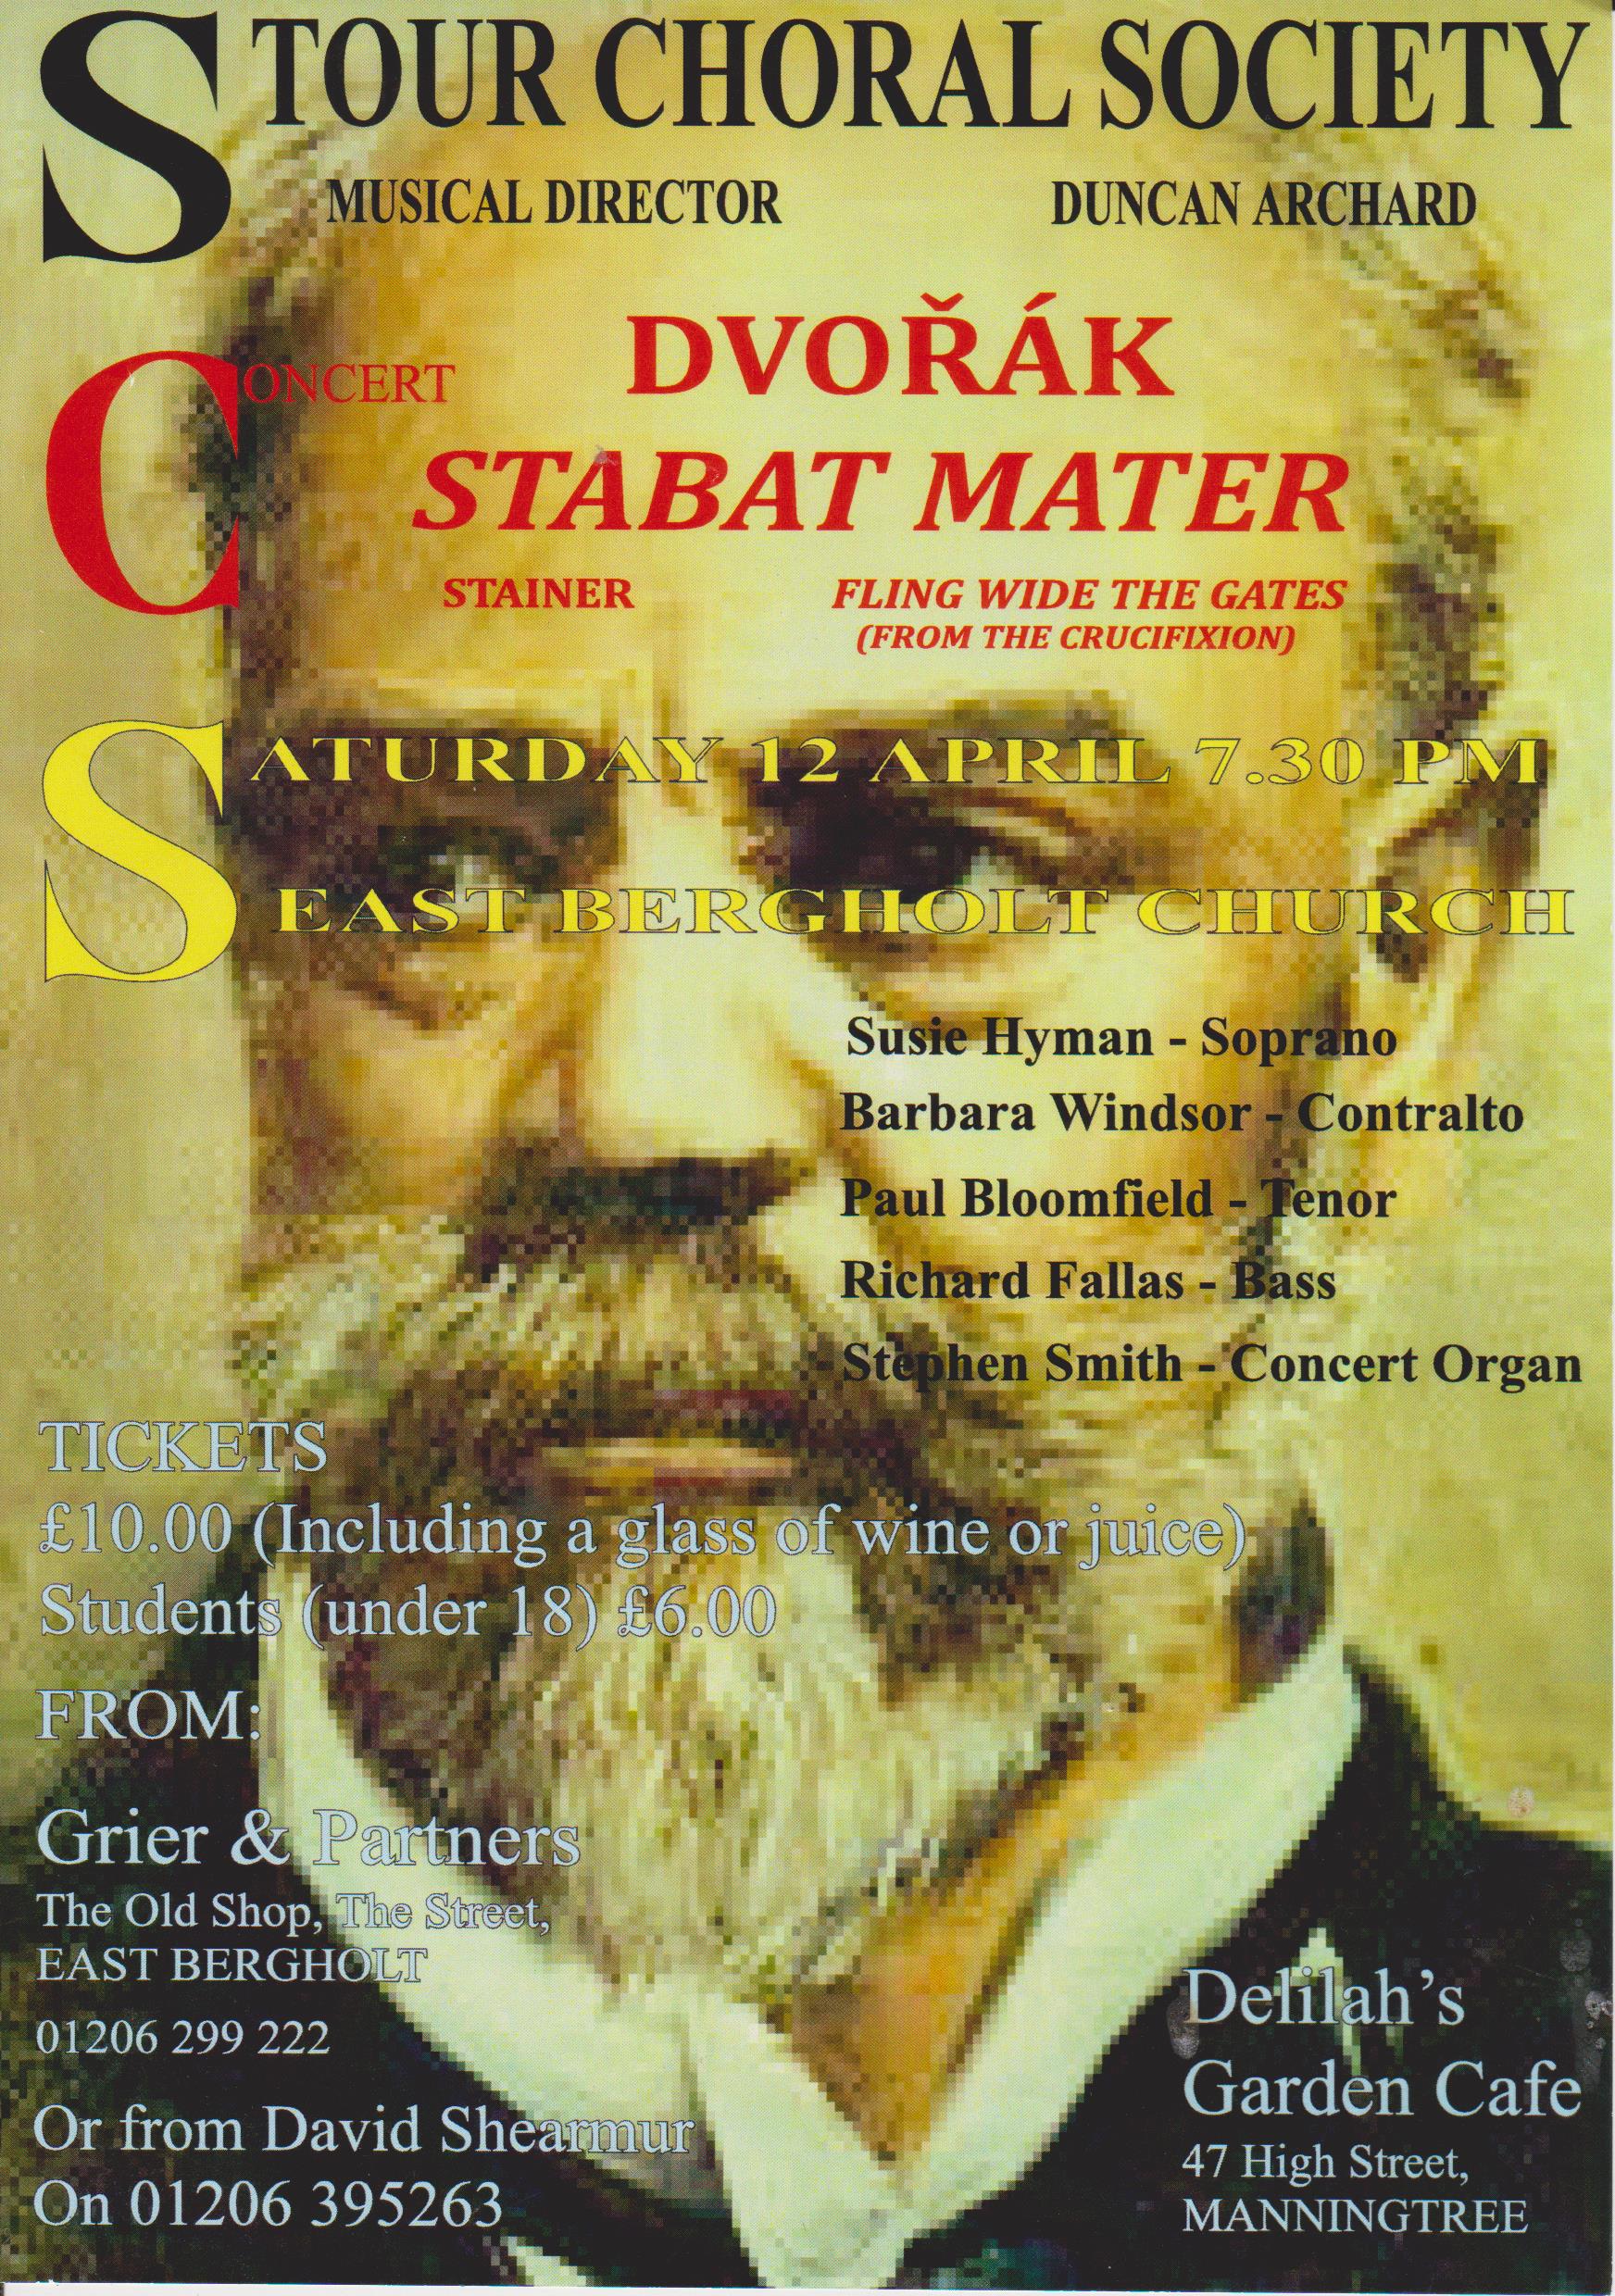 STOUR CHORAL SOCIETY
MUSICAL DIRECTOR DUNCAN ARCHARD
CONCERT
DVOŘÁK
STABAT MATER
STAINER FLING WIDE THE GATES
(FROM THE CRUCIFIXION)
SATURDAY 12 APRIL 7.30 PM
EAST BERGHOLT CHURCH
Susie Hyman - Soprano
Barbara Windsor - Contralto
Paul Bloomfield - Tenor
Richard Fallas - Bass
Stephen Smith - Concert Organ
TICKETS
£10.00 (Including a glass of wine or juice)
Students (under 18) £6.00
FROM:
Grier & Partners
The Old Shop, The Street,
EAST BERGHOLT
01206 299 222
Or from David Shearmur
On 01206 395263
Delilah's
Garden Cafe
47 High Street,
MANNINGTREE